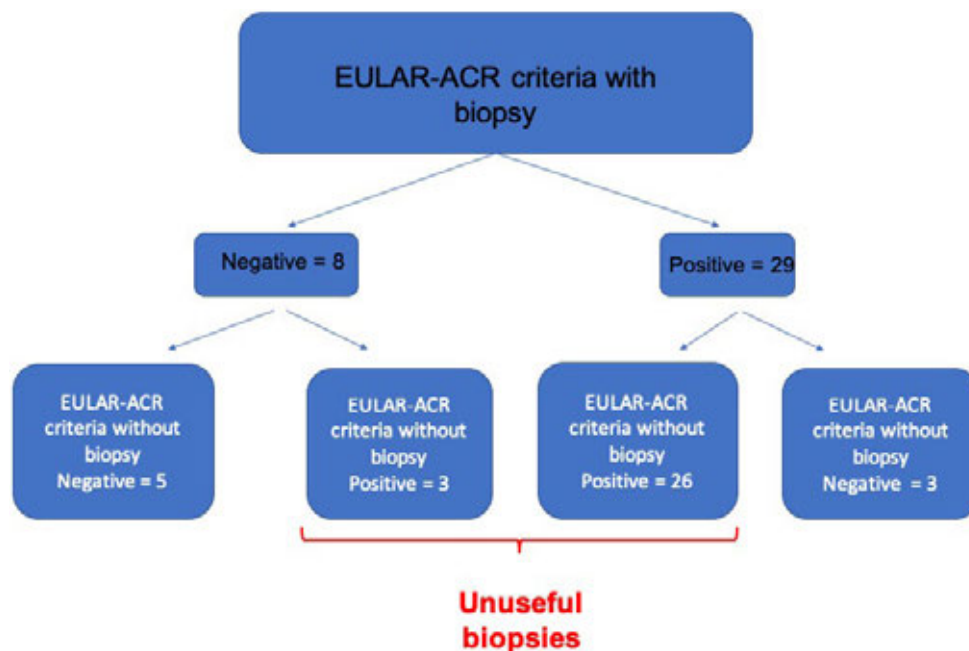 EULAR-ACR criteria with
biopsy
Negative = 8
Positive = 29
EULAR-ACR
criteria without
biopsy
Negative = 5
EULAR-ACR
criteria without
biopsy
Positive = 3
EULAR-ACR
criteria without
biopsy
Positive = 26
EULAR-ACR
criteria without
biopsy
Negative = 3
Unuseful
biopsies